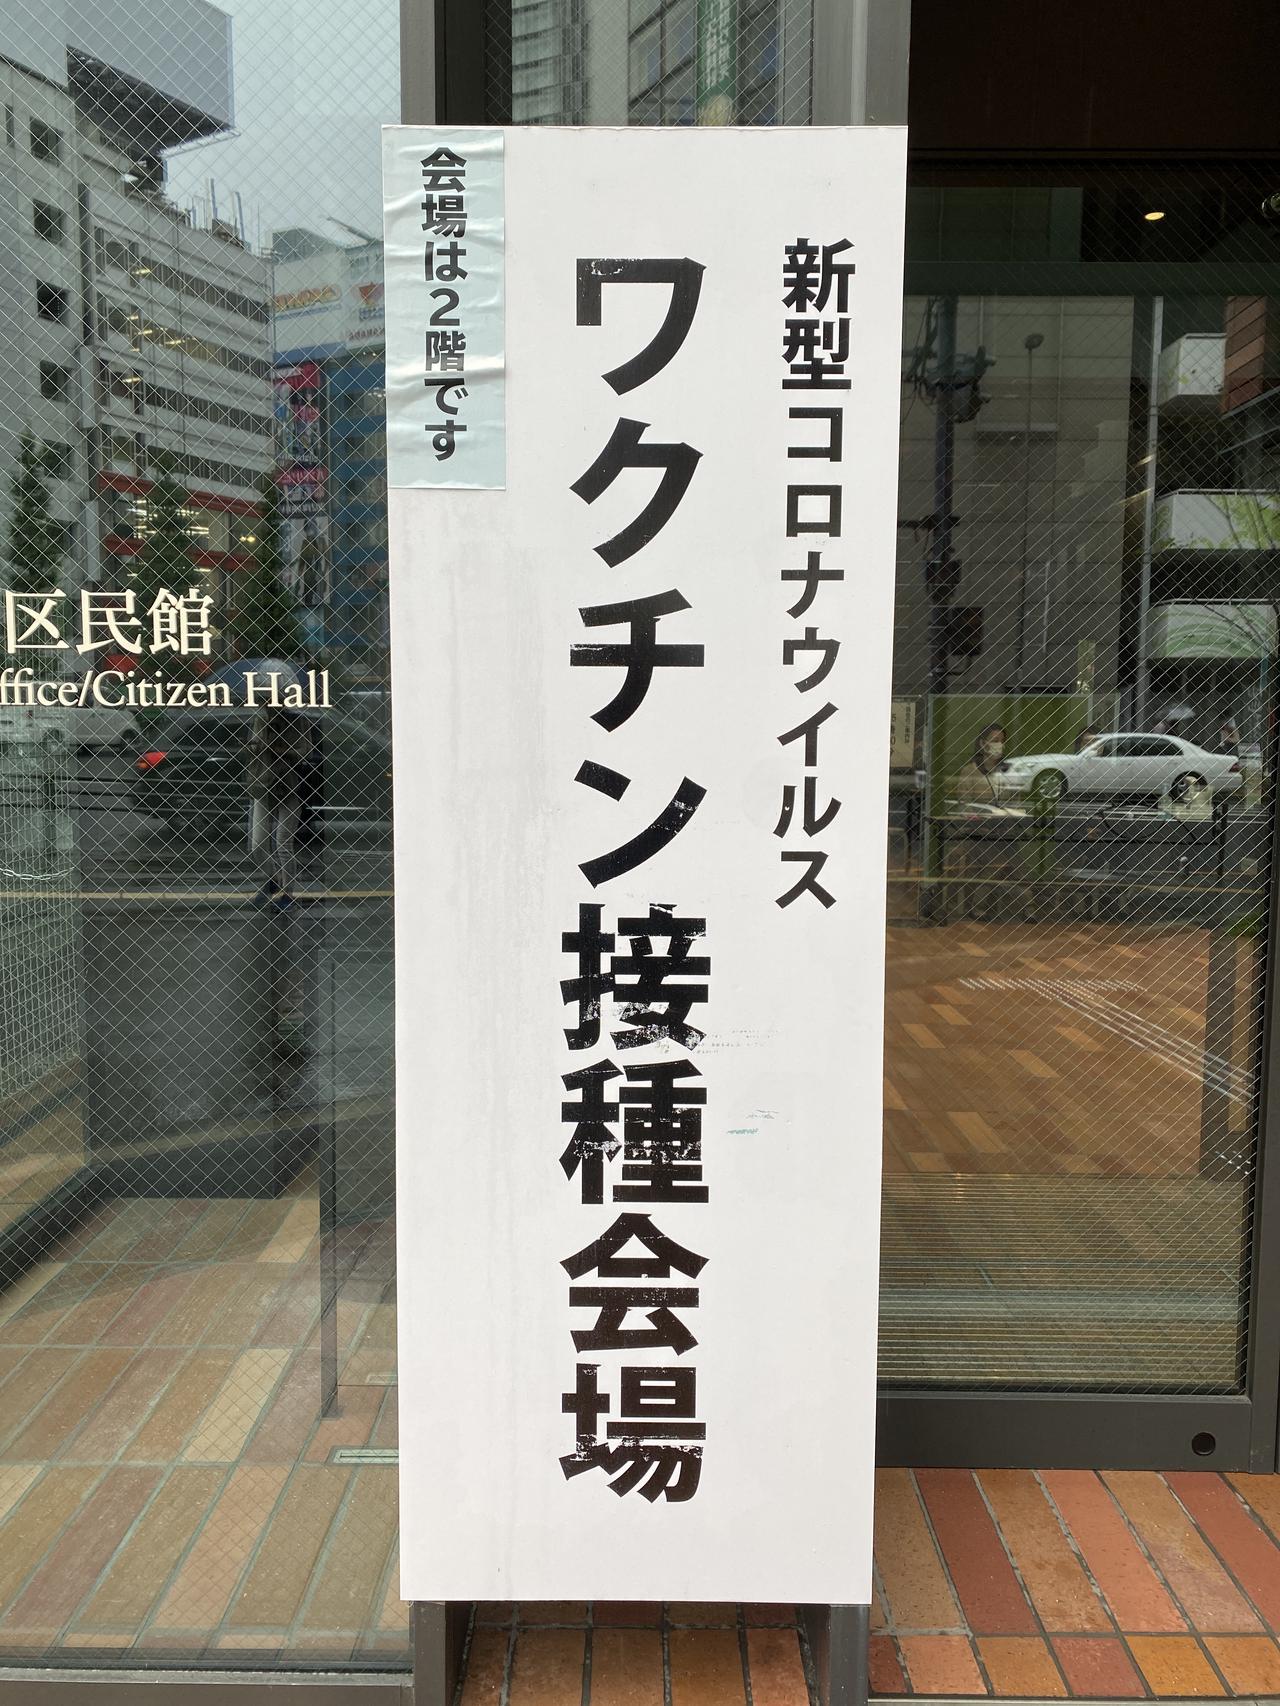 新型コロナウイルス
ワクチン接種会場
会場は2階です
区民館
ffice/Citizen Hall